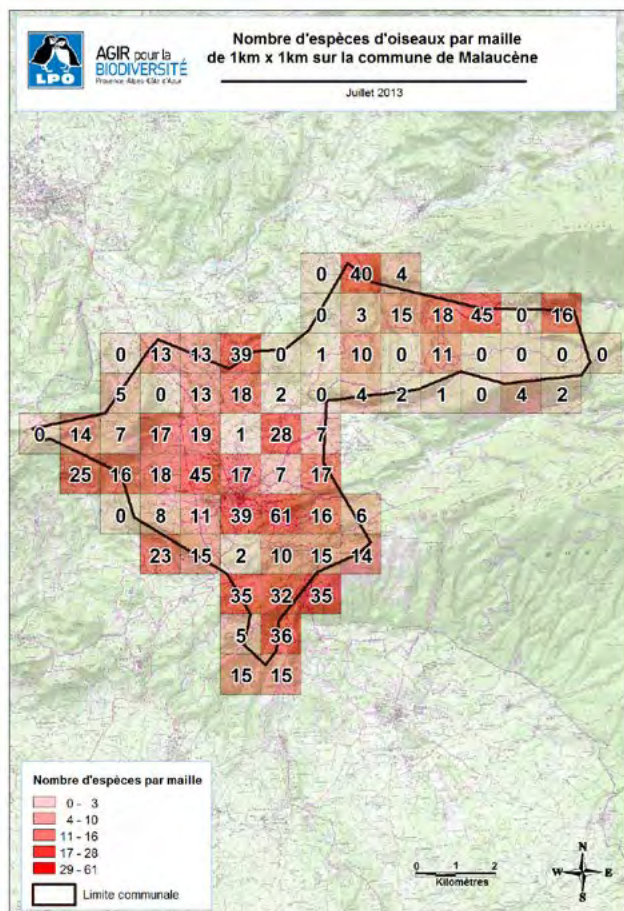 LPO
AGIR pour la
BIODIVERSITÉ
Provence Alpes-Côte d'Azur
Nombre d'espèces d'oiseaux par maille
de 1km x 1km sur la commune de Malaucène
Juillet 2013
0 40 4
0 3 15 18 45 0 16
0 13 13 39 0 1 10 0 11 0 0 0 0
5 0 13 18 2 0 4 2 1 0 4 2
0 14 7 17 19 1 28 7
25 16 18 45 17 7 17
0 8 11 39 61 16 6
23 15 2 10 15 14
35 32 35
5 36
15 15
Nombre d'espèces par maille
0 - 3
4 - 10
11 - 16
17 - 28
29 - 61
Limite communale
0 1 2
Kilomètres
N
W E
S